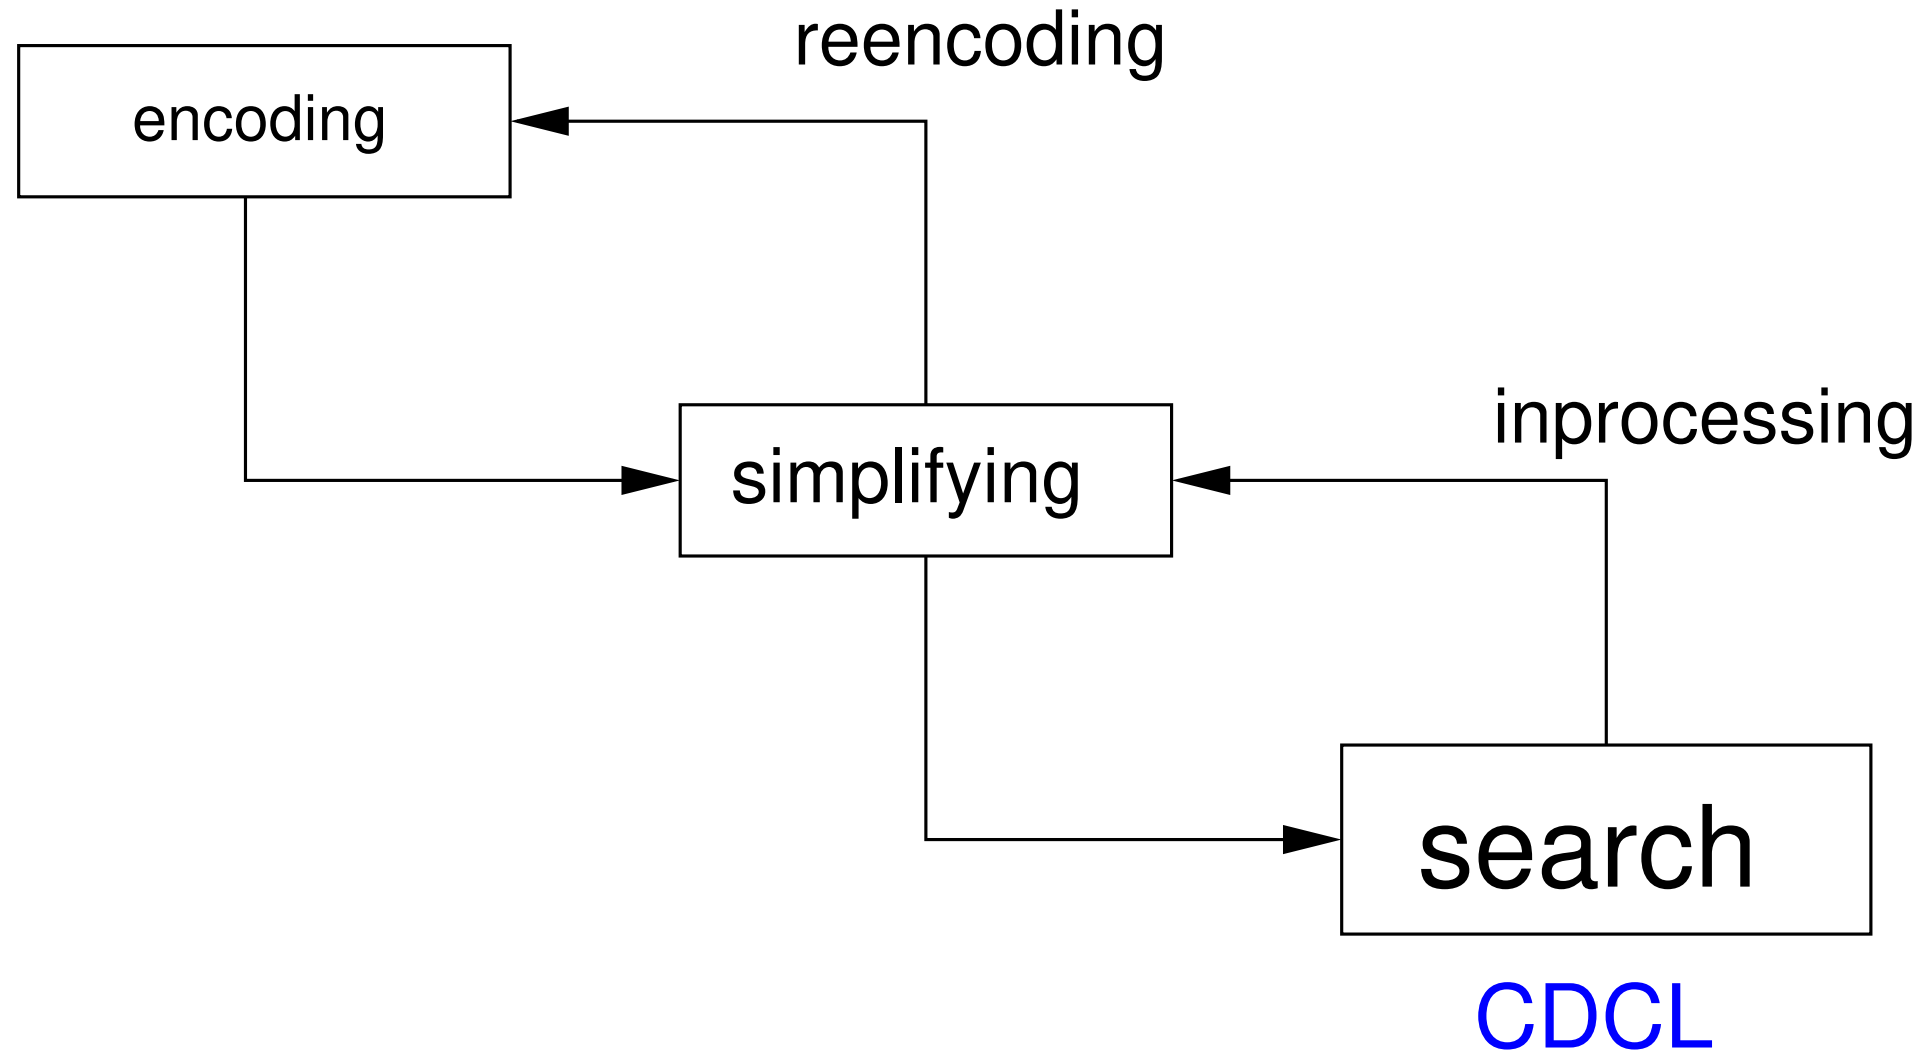 reencoding
encoding
inprocessing
simplifying
search
CDCL